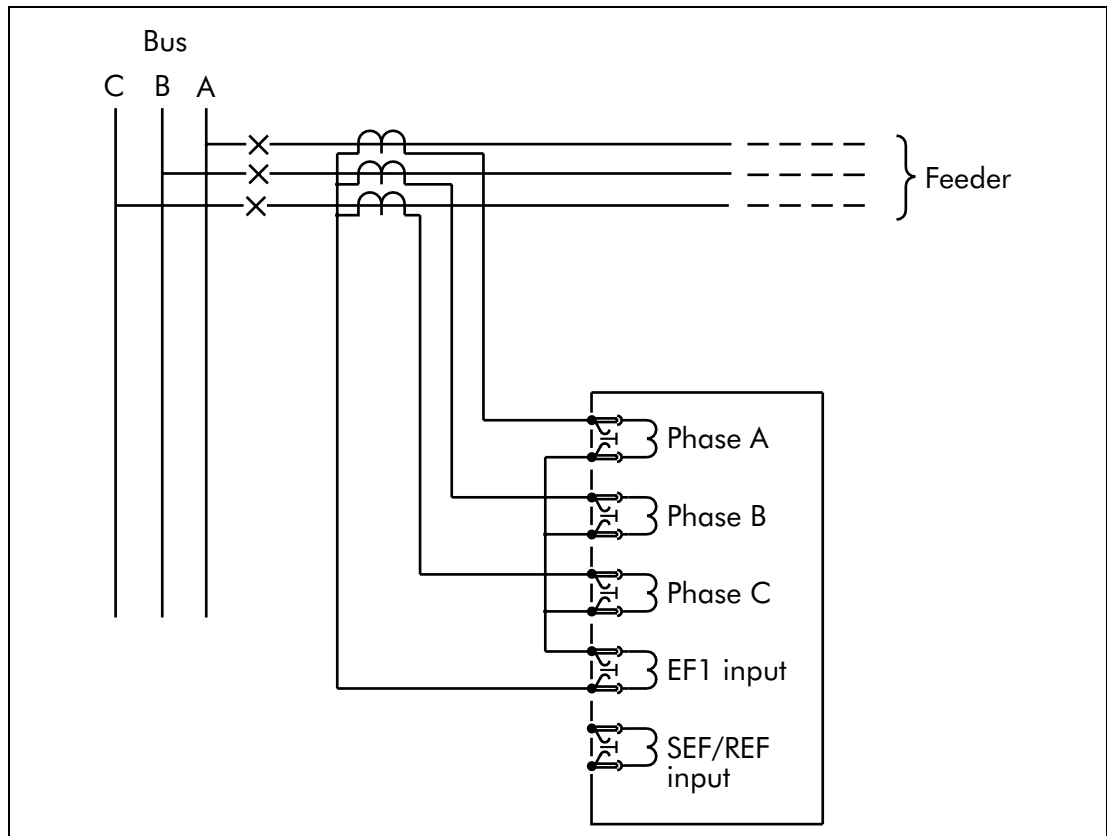 Bus
C B A
Feeder
Phase A
Phase B
Phase C
EF1 input
SEF/REF
input